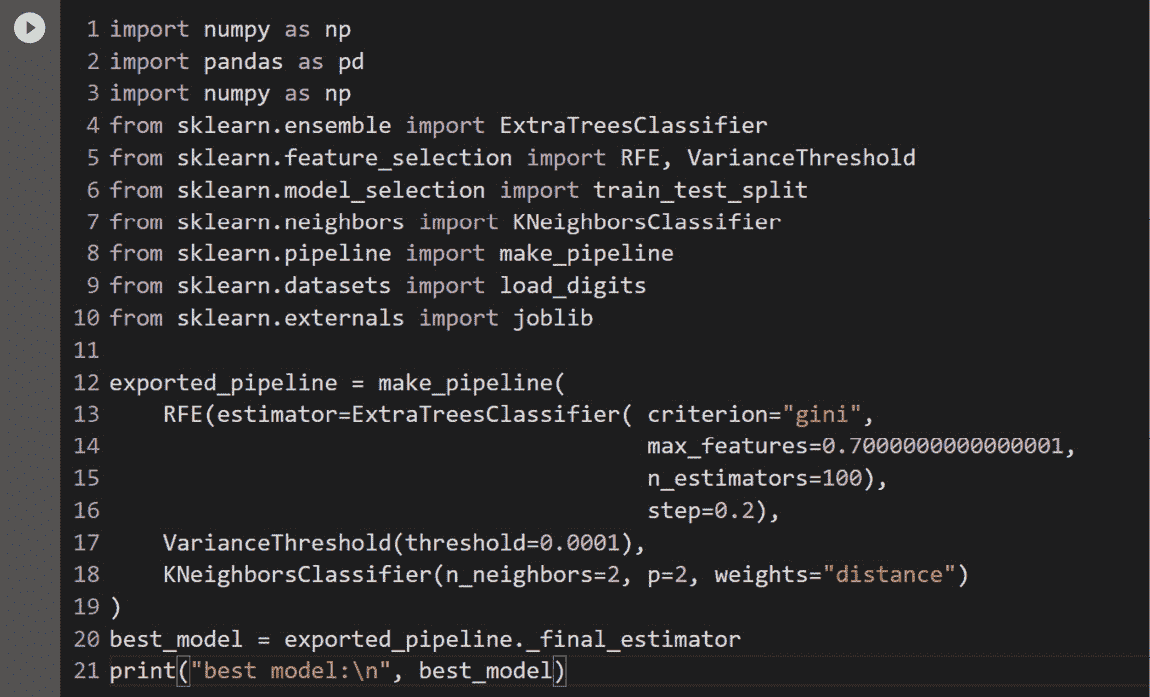 1 import numpy as np
2 import pandas as pd
3 import numpy as np
4 from sklearn.ensemble import ExtraTreesClassifier
5 from sklearn.feature_selection import RFE, VarianceThreshold
6 from sklearn.model_selection import train_test_split
7 from sklearn.neighbors import KNeighborsClassifier
8 from sklearn.pipeline import make_pipeline
9 from sklearn.datasets import load_digits
10 from sklearn.externals import joblib
11
12 exported_pipeline = make_pipeline(
13     RFE(estimator=ExtraTreesClassifier( criterion="gini",
14                                         max_features=0.7000000000000001,
15                                         n_estimators=100),
16                                         step=0.2),
17     VarianceThreshold(threshold=0.0001),
18     KNeighborsClassifier(n_neighbors=2, p=2, weights="distance")
19 )
20 best_model = exported_pipeline._final_estimator
21 print("best model:\n", best_model)